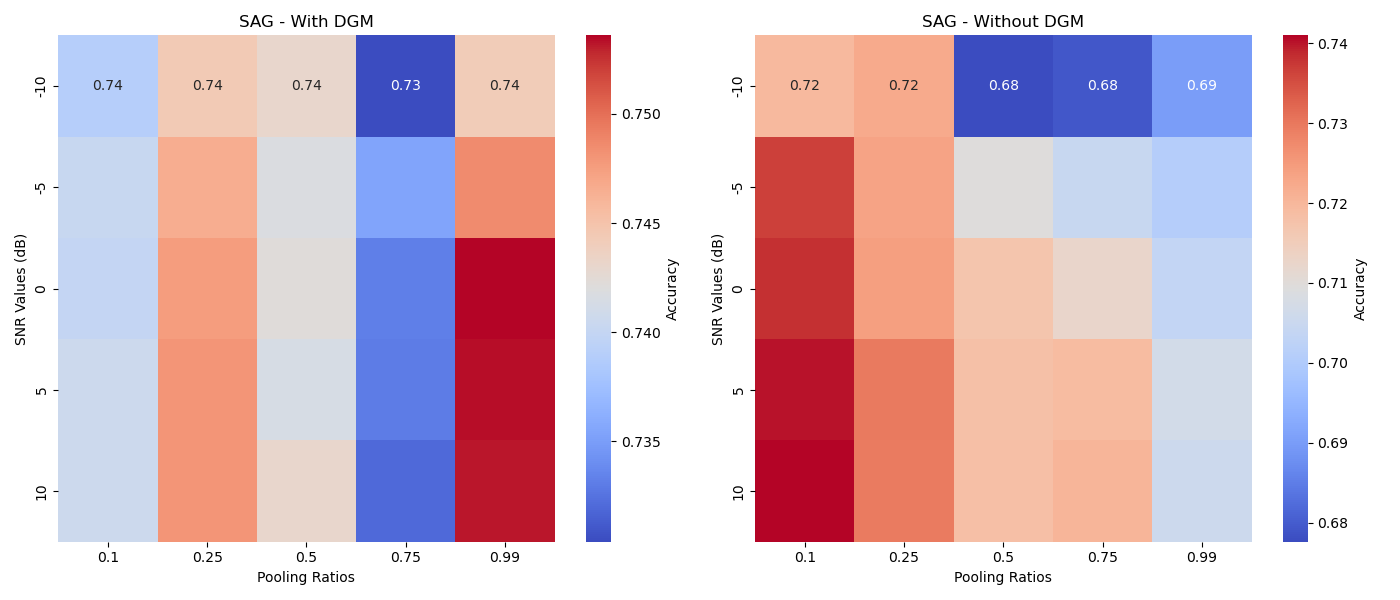 SAG - With DGM
SNR Values (dB)
-10
-5
0
5
10
0.74 0.74 0.74 0.73 0.74
0.1 0.25 0.5 0.75 0.99
Pooling Ratios
0.750
0.745
0.740
0.735
Accuracy
SAG - Without DGM
SNR Values (dB)
-10
-5
0
5
10
0.72 0.72 0.68 0.68 0.69
0.1 0.25 0.5 0.75 0.99
Pooling Ratios
0.74
0.73
0.72
0.71
0.70
0.69
0.68
Accuracy